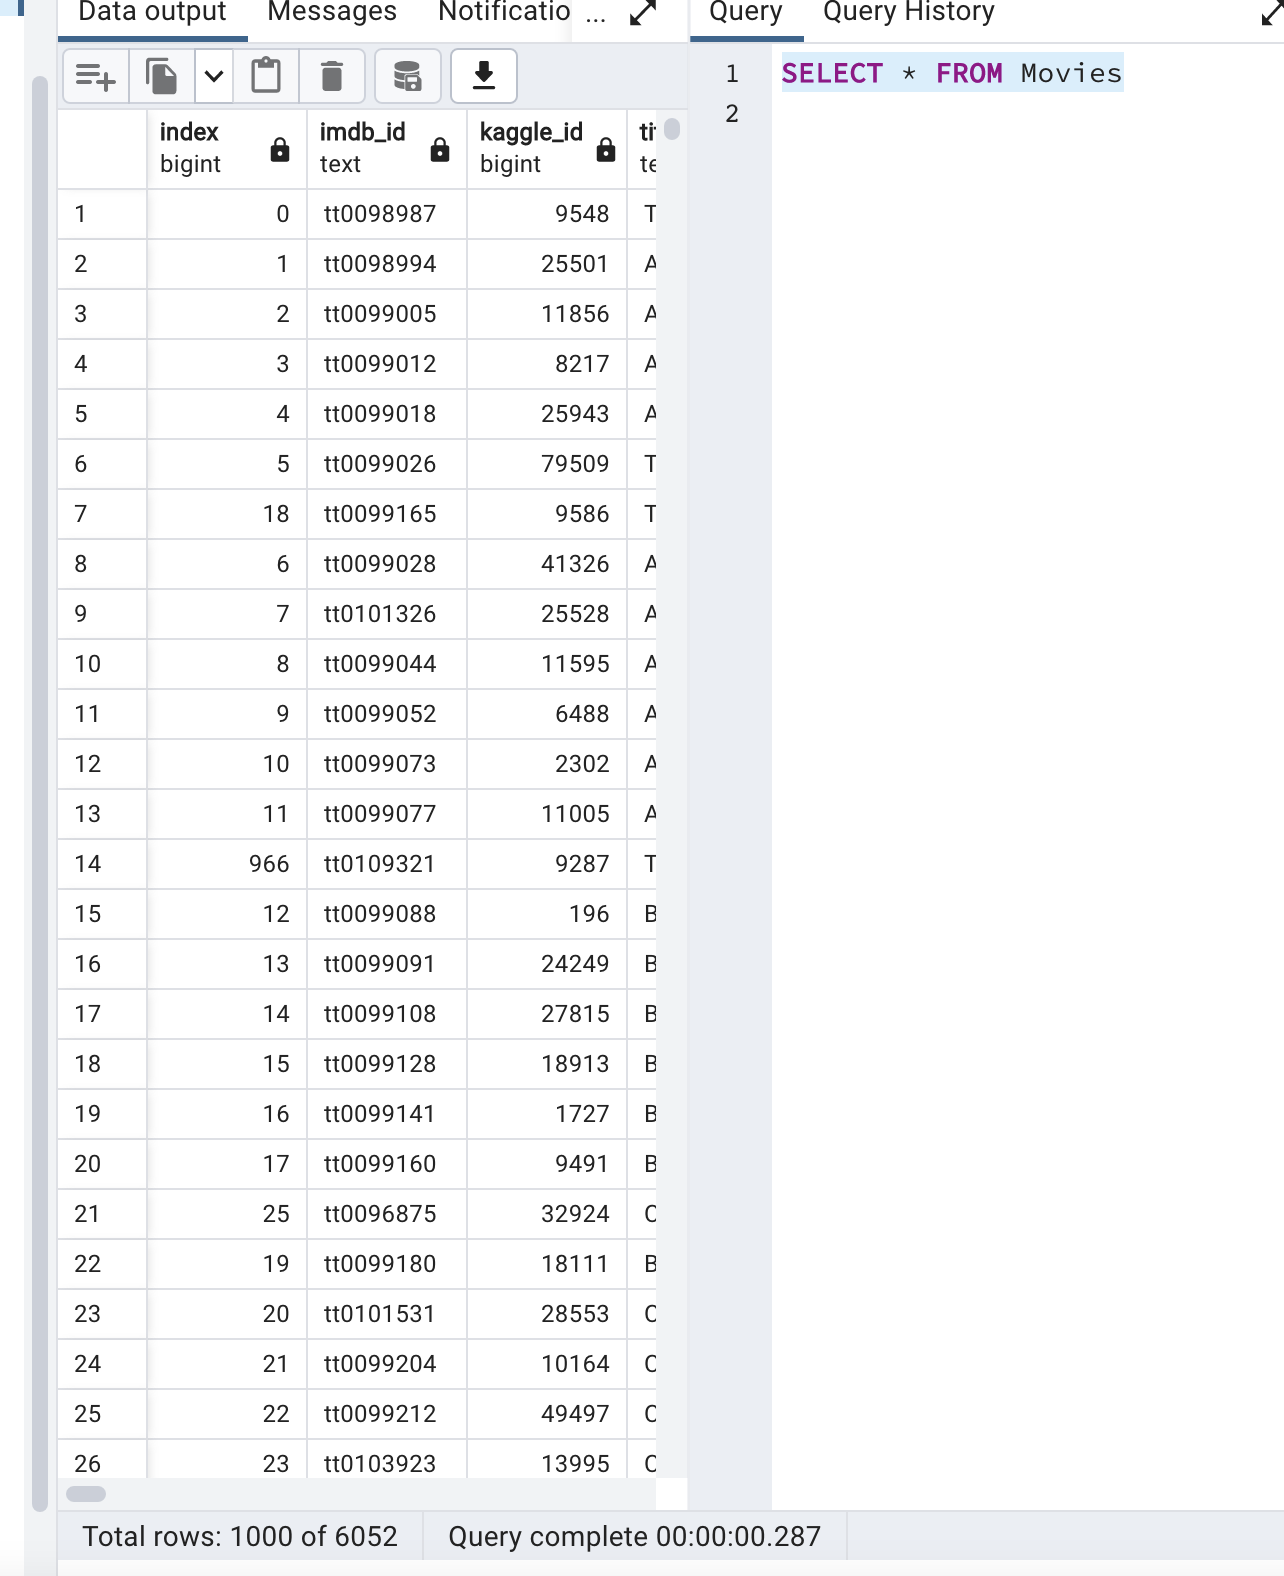 Data output Messages Notificatio ...
index
bigint
imdb_id
text
kaggle_id
bigint
1 0 tt0098987 9548 T
2 1 tt0098994 25501 A
3 2 tt0099005 11856 A
4 3 tt0099012 8217 A
5 4 tt0099018 25943 A
6 5 tt0099026 79509 T
7 18 tt0099165 9586 T
8 6 tt0099028 41326 A
9 7 tt0101326 25528 A
10 8 tt0099044 11595 A
11 9 tt0099052 6488 A
12 10 tt0099073 2302 A
13 11 tt0099077 11005 A
14 966 tt0109321 9287 T
15 12 tt0099088 196 B
16 13 tt0099091 24249 B
17 14 tt0099108 27815 B
18 15 tt0099128 18913 B
19 16 tt0099141 1727 B
20 17 tt0099160 9491 B
21 25 tt0096875 32924 C
22 19 tt0099180 18111 B
23 20 tt0101531 28553 C
24 21 tt0099204 10164 C
25 22 tt0099212 49497 C
26 23 tt0103923 13995 C
Total rows: 1000 of 6052 Query complete 00:00:00.287
Query Query History
1 SELECT * FROM Movies
2